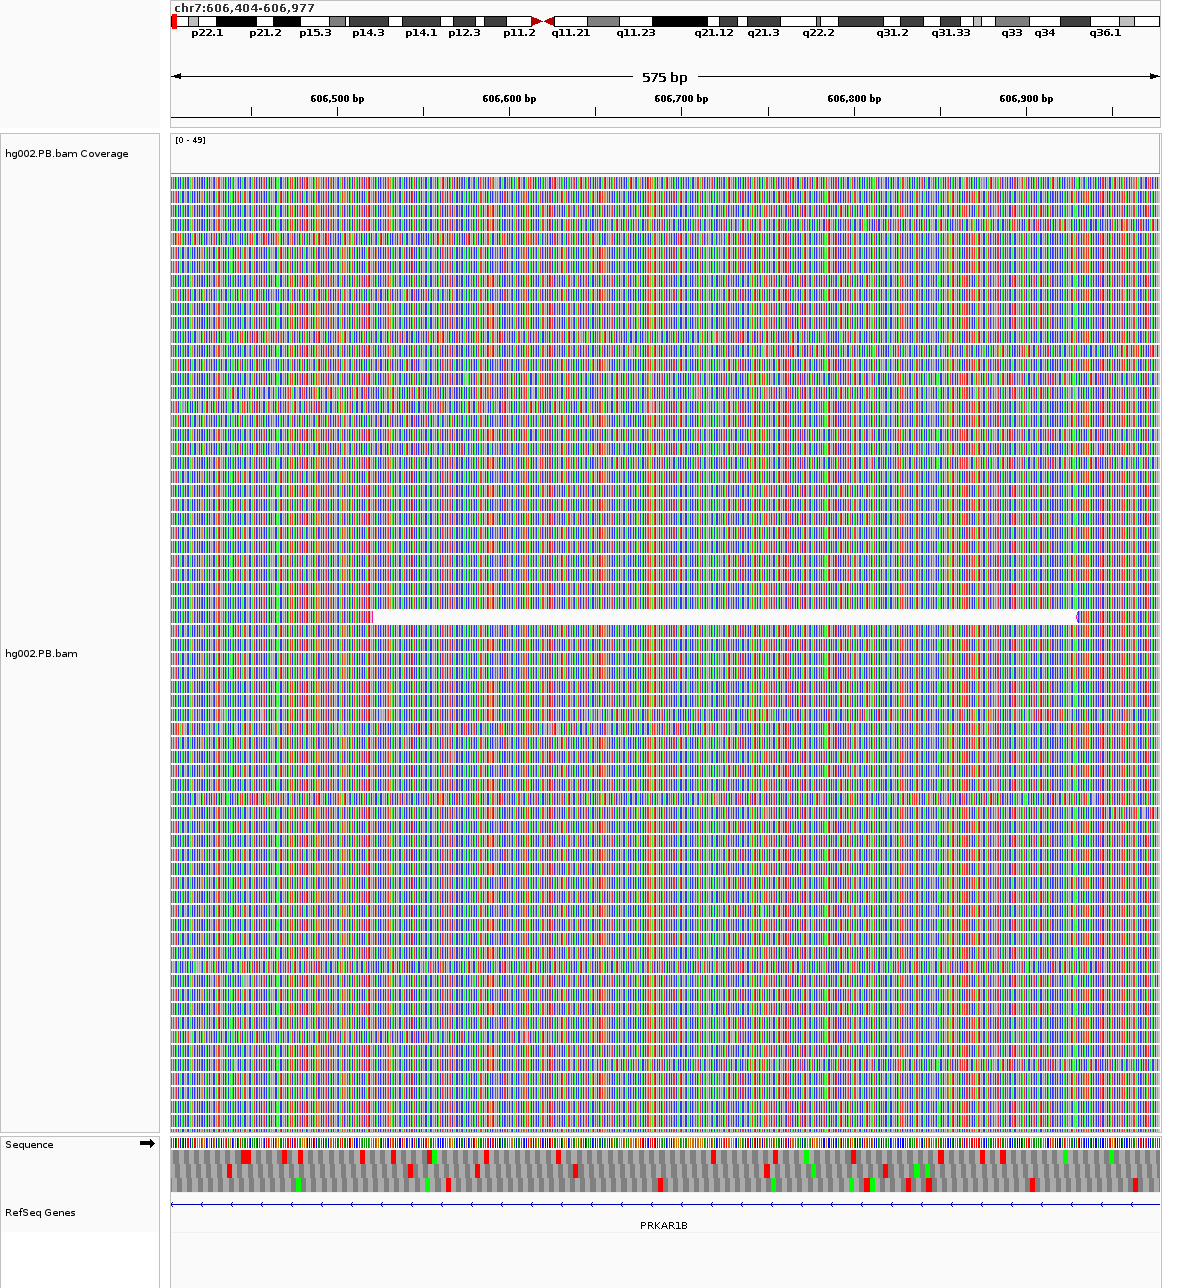 chr7:606,404-606,977
p22.1 p21.2 p15.3 p14.3 p14.1 p12.3 p11.2 q11.21 q11.23 q21.12 q21.3 q22.2 q31.2 q31.33 q33 q34 q36.1
575 bp
606,500 bp 606,600 bp 606,700 bp 606,800 bp 606,900 bp
[0 - 49]
hg002.PB.bam Coverage
hg002.PB.bam
Sequence
RefSeq Genes
PRKAR1B